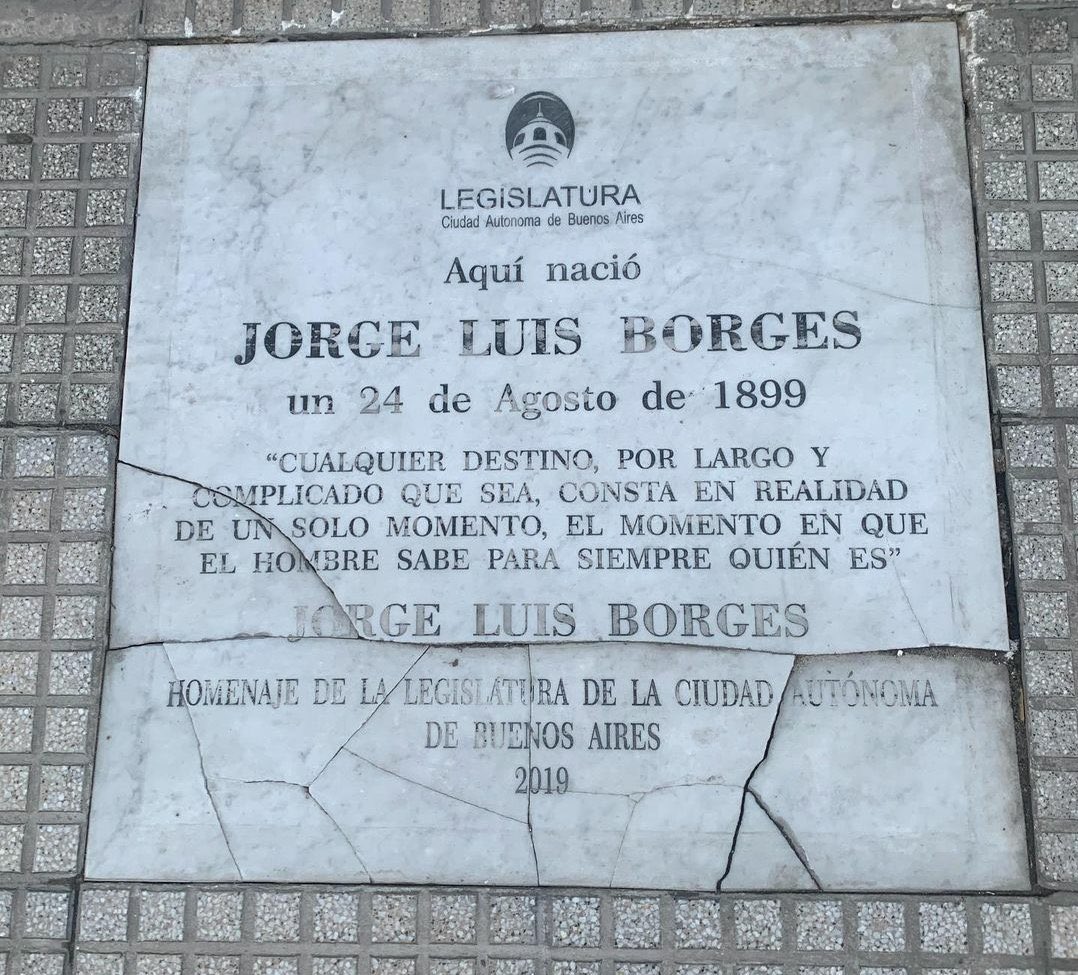 LEGISLATURA
Ciudad Autonoma de Buenos Aires
Aquí nació
JORGE LUIS BORGES
un 24 de Agosto de 1899
“CUALQUIER DESTINO, POR LARGO Y
COMPLICADO QUE SEA, CONSTA EN REALIDAD
DE UN SOLO MOMENTO, EL MOMENTO EN QUE
EL HOMBRE SABE PARA SIEMPRE QUIÉN ES”
JORGE LUIS BORGES
HOMENAJE DE LA LEGISLATURA DE LA CIUDAD AUTÓNOMA
DE BUENOS AIRES
2019